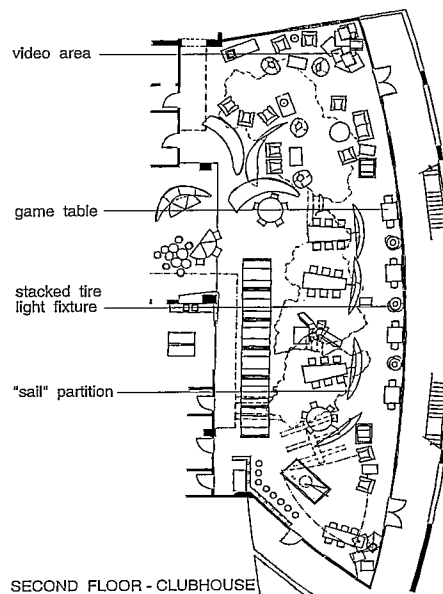 video area
game table
stacked tire
light fixture
"sail" partition
SECOND FLOOR - CLUBHOUSE